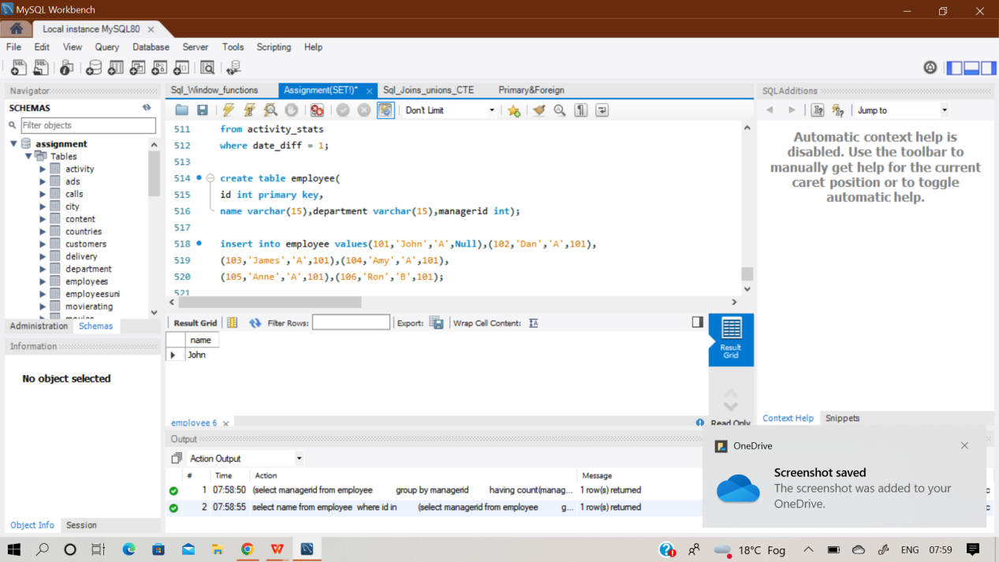 MySQL Workbench
Local instance MySQL80
File Edit View Query Database Server Tools Scripting Help
Navigator
SCHEMAS
Filter objects
assignment
Tables
activity
ads
calls
city
content
countries
customers
delivery
department
employees
employeesuni
movierating
movies
Administration Schemas
Information
No object selected
Object Info Session
Sql_Window_functions Assignment(SET!)* Sql_Joins_unions_CTE Primary&Foreign
Don't Limit
511 from activity_stats
512 where date_diff = 1;
513
514 create table employee(
515 id int primary key,
516 name varchar(15),department varchar(15),managerid int);
517
518 insert into employee values(101,'John','A',Null),(102,'Dan','A',101),
519 (103,'James','A',101),(104,'Amy','A',101),
520 (105,'Anne','A',101),(106,'Ron','B',101);
521
Result Grid Filter Rows: Export: Wrap Cell Content:
name
John
Result Grid
employee 6
Read Only
Output
Action Output
# Time Action Message
1 07:58:50 (select managerid from employee group by managerid having count(manag... 1 row(s) returned
2 07:58:55 select name from employee where id in (select managerid from employee g... 1 row(s) returned
SQLAdditions
Jump to
Automatic context help is
disabled. Use the toolbar to
manually get help for the current
caret position or to toggle
automatic help.
Context Help Snippets
OneDrive
Screenshot saved
The screenshot was added to your
OneDrive.
18°C Fog ENG 07:59